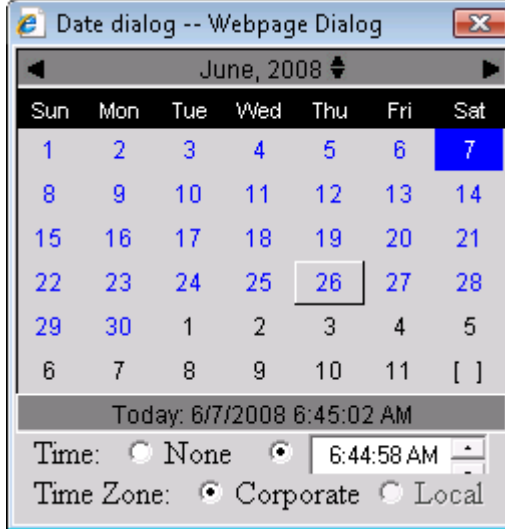 Date dialog -- Webpage Dialog
June, 2008
Sun Mon Tue Wed Thu Fri Sat
1 2 3 4 5 6 7
8 9 10 11 12 13 14
15 16 17 18 19 20 21
22 23 24 25 26 27 28
29 30 1 2 3 4 5
6 7 8 9 10 11 [ ]
Today: 6/7/2008 6:45:02 AM
Time: None 6:44:58 AM
Time Zone: Corporate Local